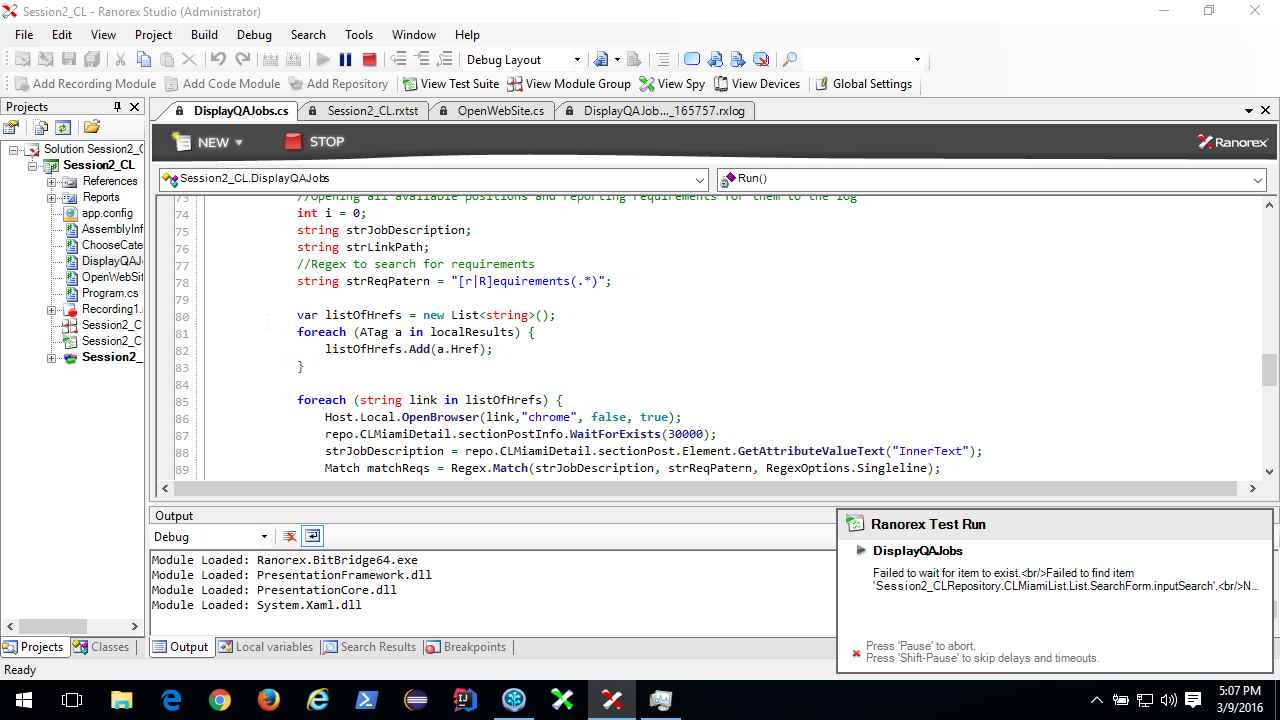 Session2_CL - Ranorex Studio (Administrator)
File Edit View Project Build Debug Search Tools Window Help
Debug Layout
Add Recording Module Add Code Module Add Repository View Test Suite View Module Group View Spy View Devices Global Settings
Projects
DisplayQAJobs.cs Session2_CL.rxtst OpenWebSite.cs DisplayQAJob..._165757.rxlog
NEW STOP Ranorex
Solution Session2_C
Session2_CL
References
Reports
app.config
AssemblyInf
ChooseCate
DisplayQAJ
OpenWebSit
Program.cs
Recording1.
Session2_C
Session2_C
Session2_
Session2_CL.DisplayQAJobs Run()
73 //Opening all available positions and reporting requirements for them to the log
74 int i = 0;
75 string strJobDescription;
76 string strLinkPath;
77 //Regex to search for requirements
78 string strReqPatern = "[r|R]equirements(.*)";
79
80 var listOfHrefs = new List<string>();
81 foreach (ATag a in localResults) {
82 listOfHrefs.Add(a.Href);
83 }
84
85 foreach (string link in listOfHrefs) {
86 Host.Local.OpenBrowser(link,"chrome", false, true);
87 repo.CLMiamiDetail.sectionPostInfo.WaitForExists(30000);
88 strJobDescription = repo.CLMiamiDetail.sectionPost.Element.GetAttributeValueText("InnerText");
89 Match matchReqs = Regex.Match(strJobDescription, strReqPatern, RegexOptions.Singleline);
Output
Debug
Module Loaded: Ranorex.BitBridge64.exe
Module Loaded: PresentationFramework.dll
Module Loaded: PresentationCore.dll
Module Loaded: System.Xaml.dll
Ranorex Test Run
DisplayQAJobs
Failed to wait for item to exist.<br/>Failed to find item
'Session2_CLRepository.CLMiamiList.List.SearchForm.inputSearch'.<br/>N...
Press 'Pause' to abort.
Press 'Shift-Pause' to skip delays and timeouts.
Projects Classes Output Local variables Search Results Breakpoints
Ready
5:07 PM
3/9/2016